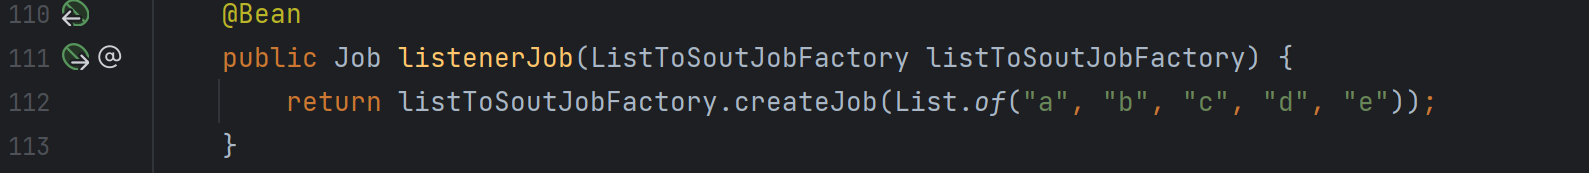 110 @Bean
111 @ public Job listenerJob(ListToSoutJobFactory listToSoutJobFactory) {
112 return listToSoutJobFactory.createJob(List.of("a", "b", "c", "d", "e"));
113 }